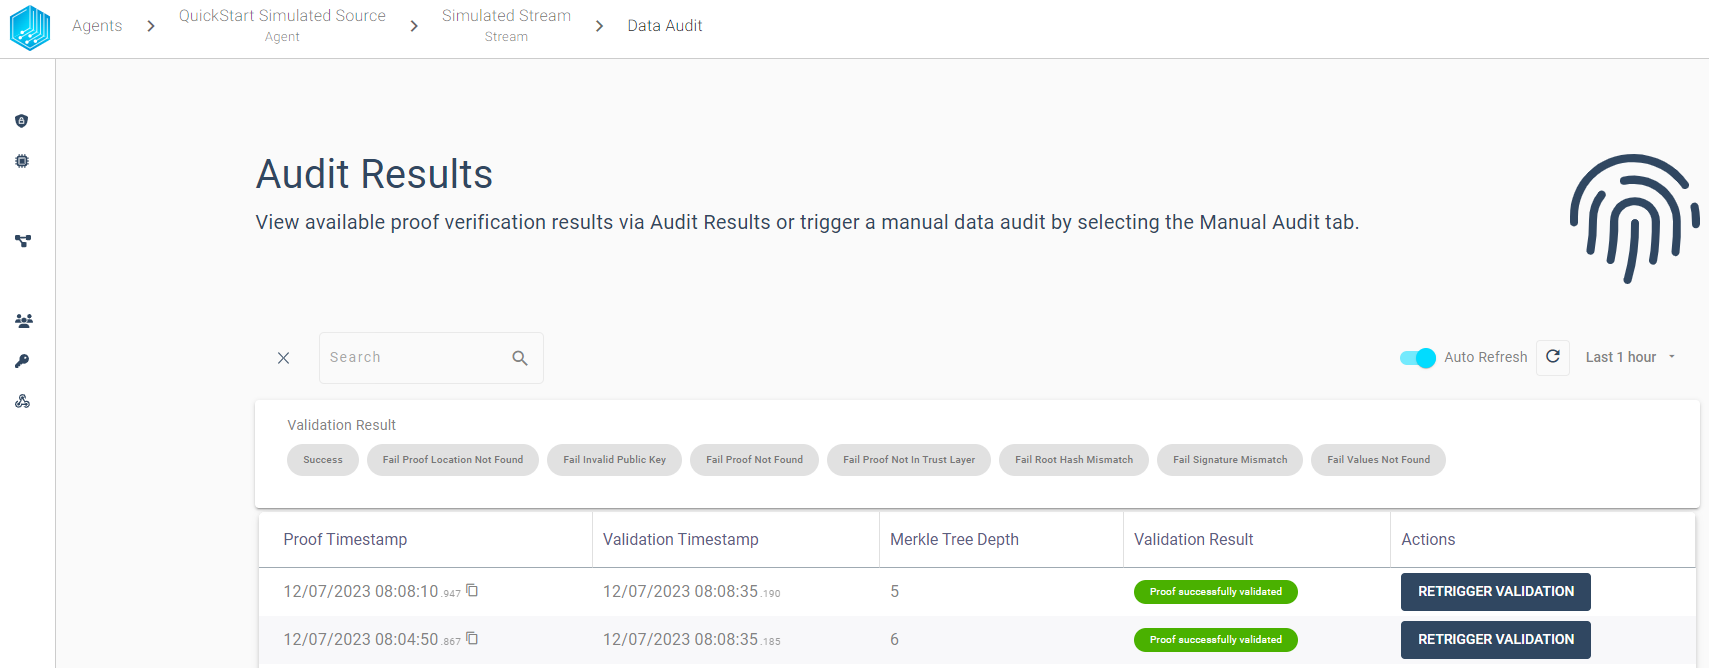 Agents
QuickStart Simulated Source
Agent
Simulated Stream
Stream
Data Audit
Audit Results
View available proof verification results via Audit Results or trigger a manual data audit by selecting the Manual Audit tab.
Search
Auto Refresh
Last 1 hour
Validation Result
Success Fail Proof Location Not Found Fail Invalid Public Key Fail Proof Not Found Fail Proof Not In Trust Layer Fail Root Hash Mismatch Fail Signature Mismatch Fail Values Not Found
Proof Timestamp Validation Timestamp Merkle Tree Depth Validation Result Actions
12/07/2023 08:08:10.947 12/07/2023 08:08:35.190 5 Proof successfully validated RETRIGGER VALIDATION
12/07/2023 08:04:50.867 12/07/2023 08:08:35.185 6 Proof successfully validated RETRIGGER VALIDATION